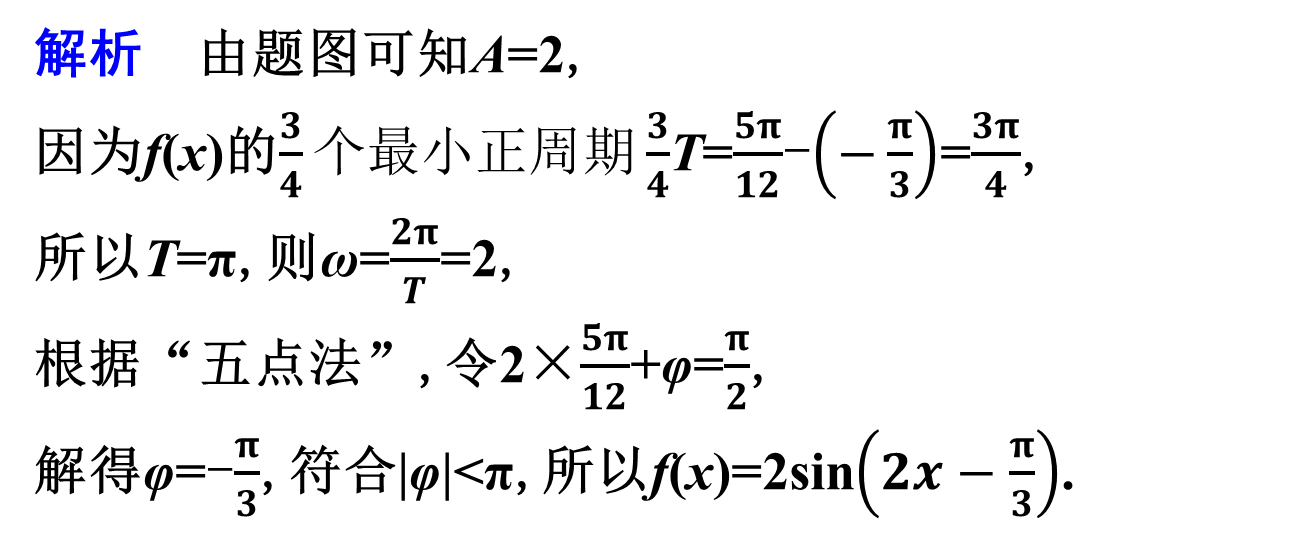 解析 由题图可知A=2,
因为f(x)的3/4个最小正周期3/4T=5π/12-(-π/3)=3π/4,
所以T=π,则ω=2π/T=2,
根据“五点法”,令2×5π/12+φ=π/2,
解得φ=-π/3,符合|φ|<π,所以f(x)=2sin(2x-π/3).